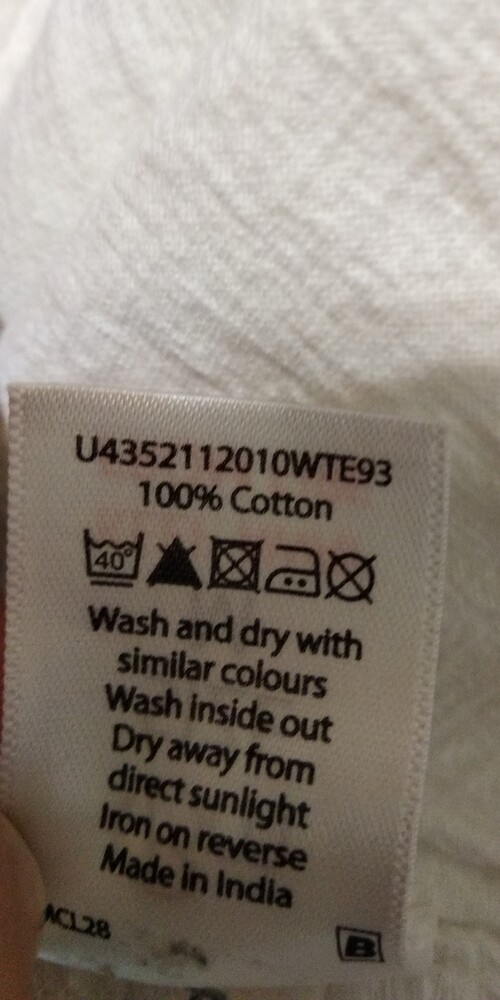 U4352112010WTE93
100% Cotton
40°
Wash and dry with
similar colours
Wash inside out
Dry away from
direct sunlight
Iron on reverse
Made in India
ACL28
B